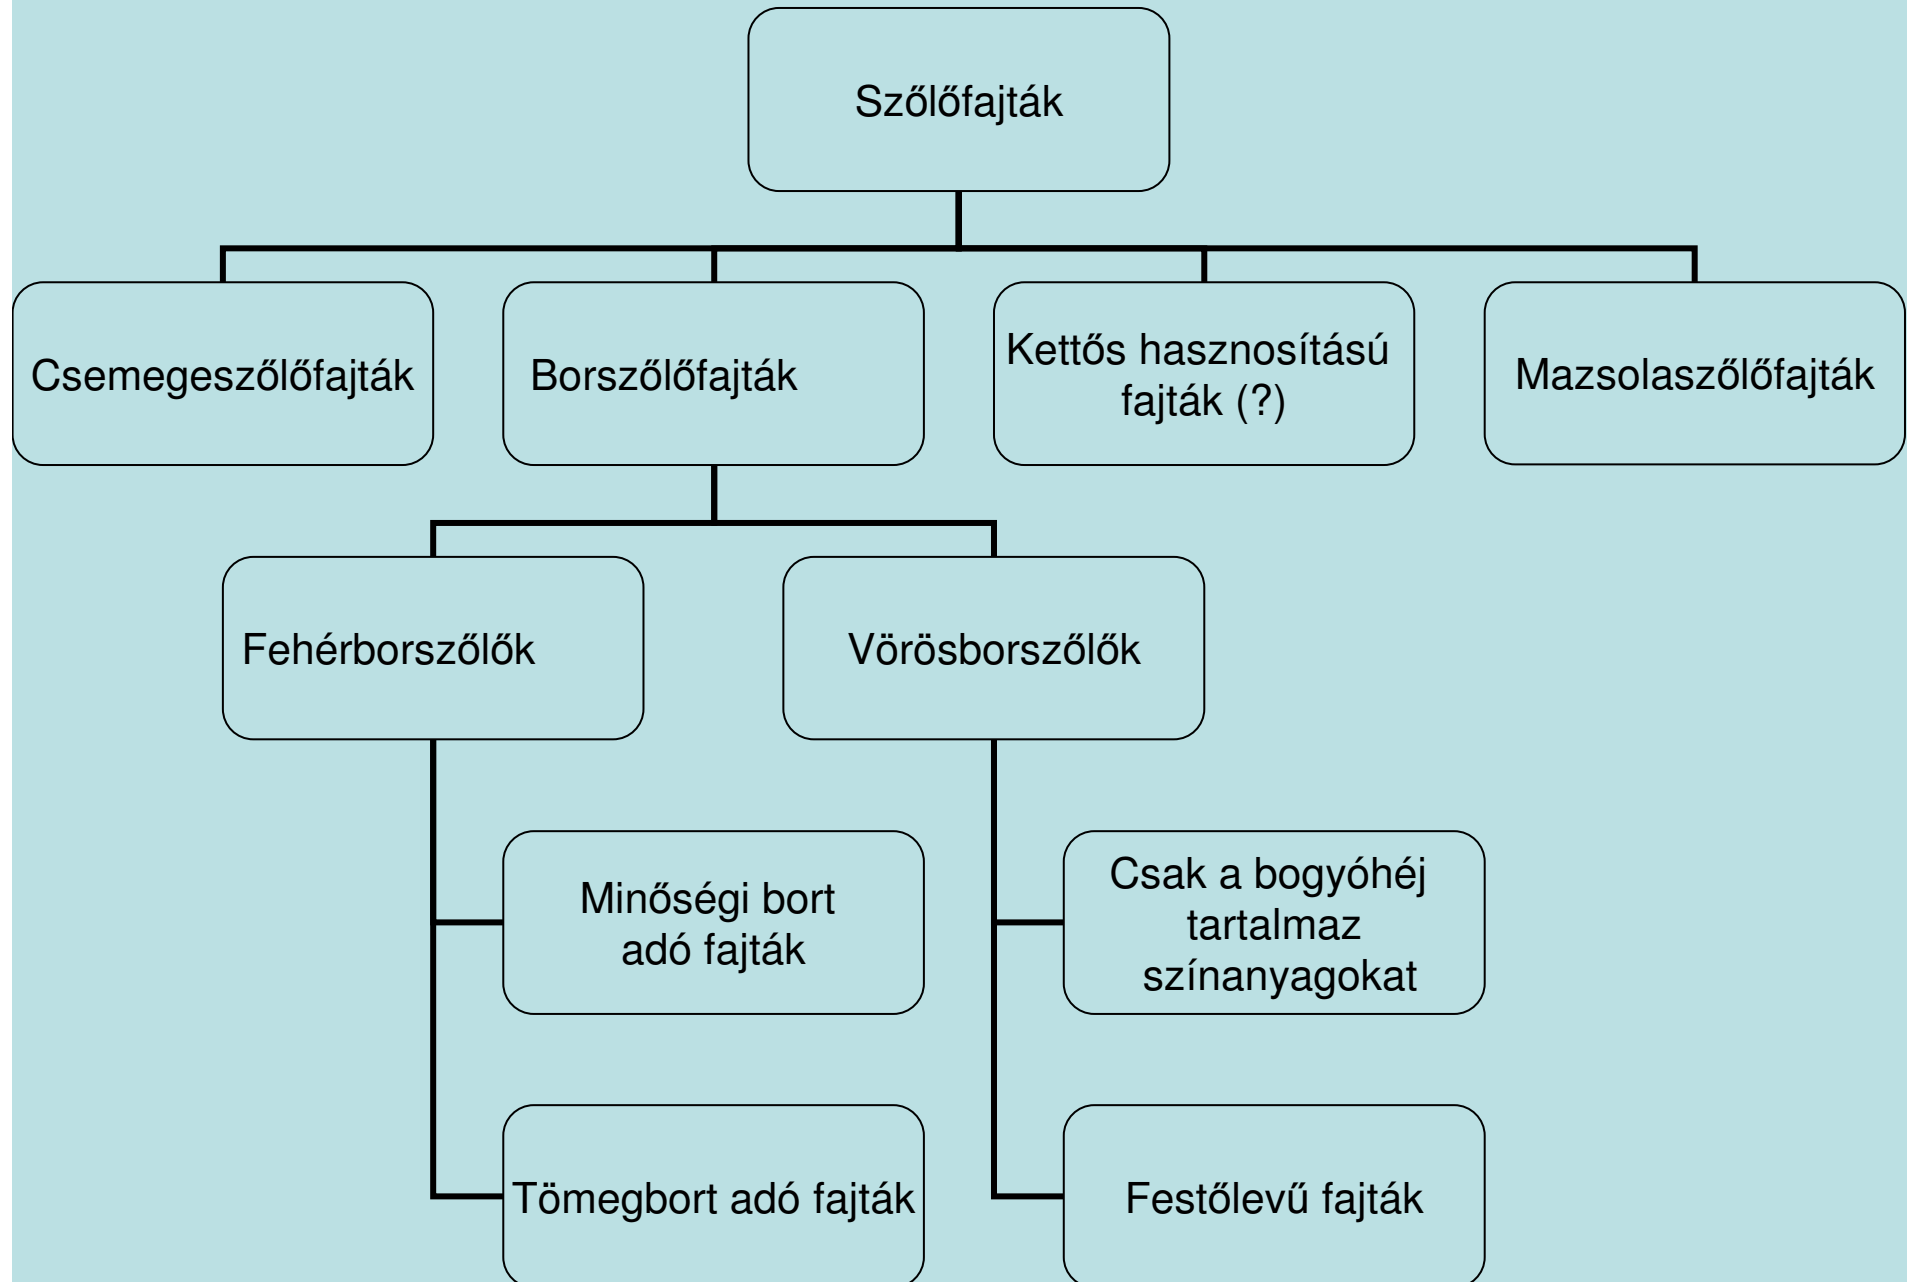 Szőlőfajták
Csemegeszőlőfajták
Borszőlőfajták
Kettős hasznosítású
fajták (?)
Mazsolaszőlőfajták
Fehérborszőlők
Vörösborszőlők
Minőségi bort
adó fajták
Csak a bogyóhéj
tartalmaz
színanyagokat
Tömegbort adó fajták
Festőlevű fajták